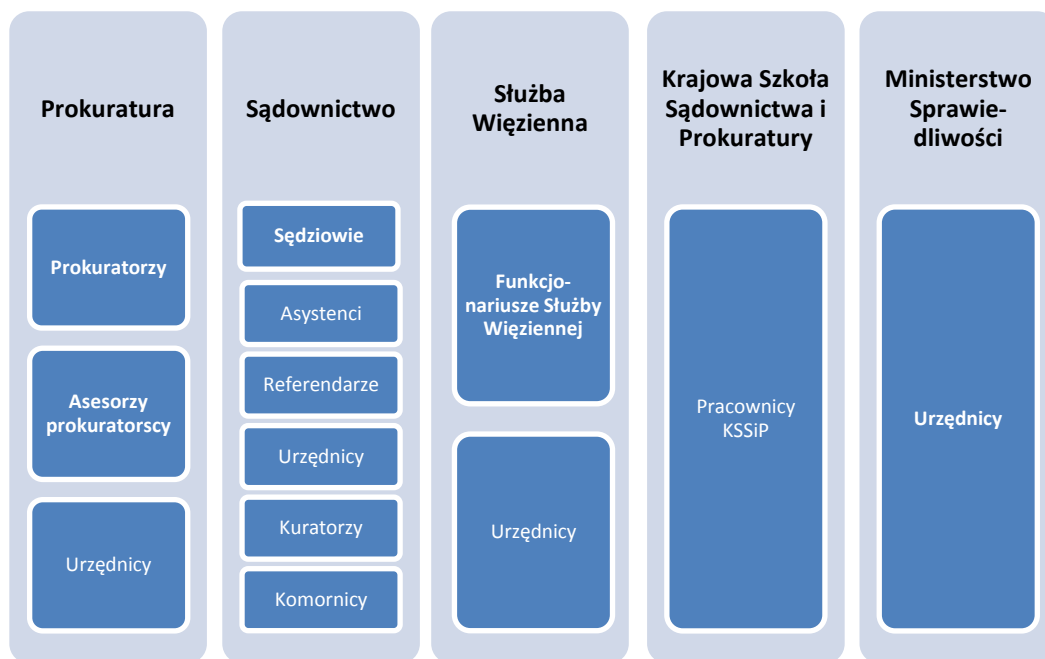 Prokuratura
Prokuratorzy
Asesorzy
prokuratorscy
Urzędnicy
Sądownictwo
Sędziowie
Asystenci
Referendarze
Urzędnicy
Kuratorzy
Komornicy
Służba
Więzienna
Funkcjo-
nariusze Służby
Więziennej
Urzędnicy
Krajowa Szkoła
Sądownictwa i
Prokuratury
Pracownicy
KSSiP
Ministerstwo
Sprawie-
dliwości
Urzędnicy